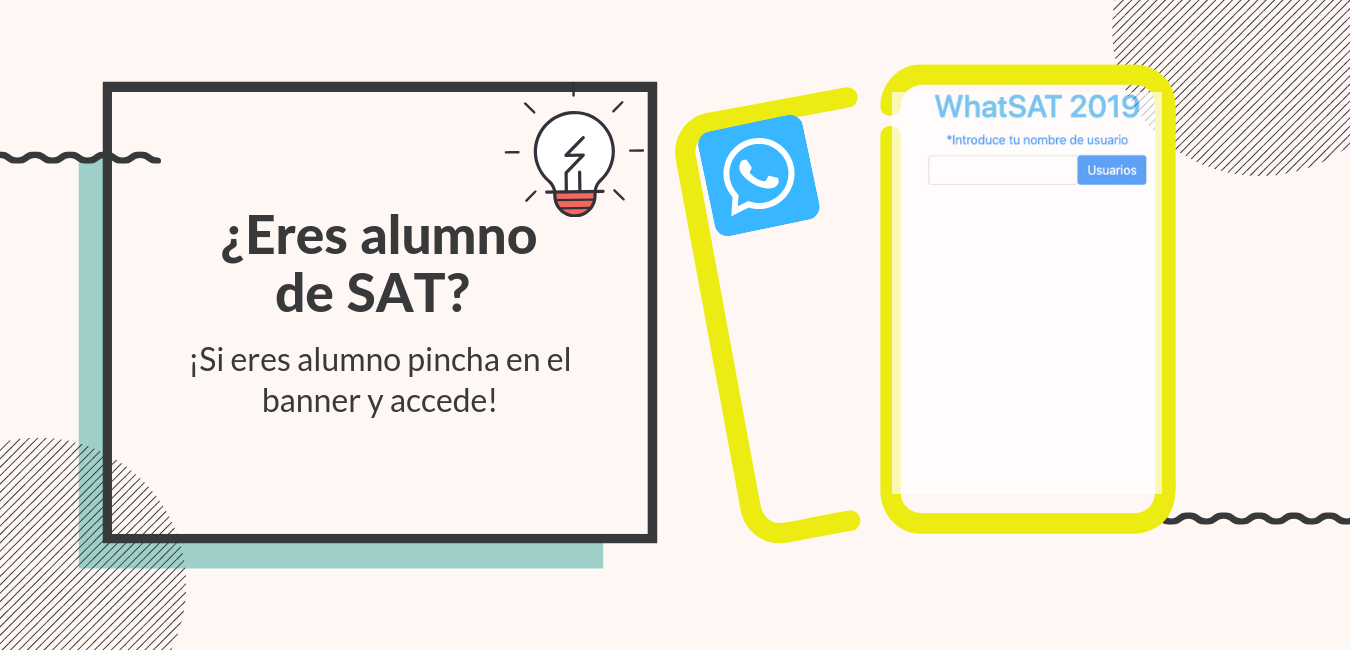 ¿Eres alumno
de SAT?
¡Si eres alumno pincha en el
banner y accede!
WhatSAT 2019
*Introduce tu nombre de usuario
Usuarios